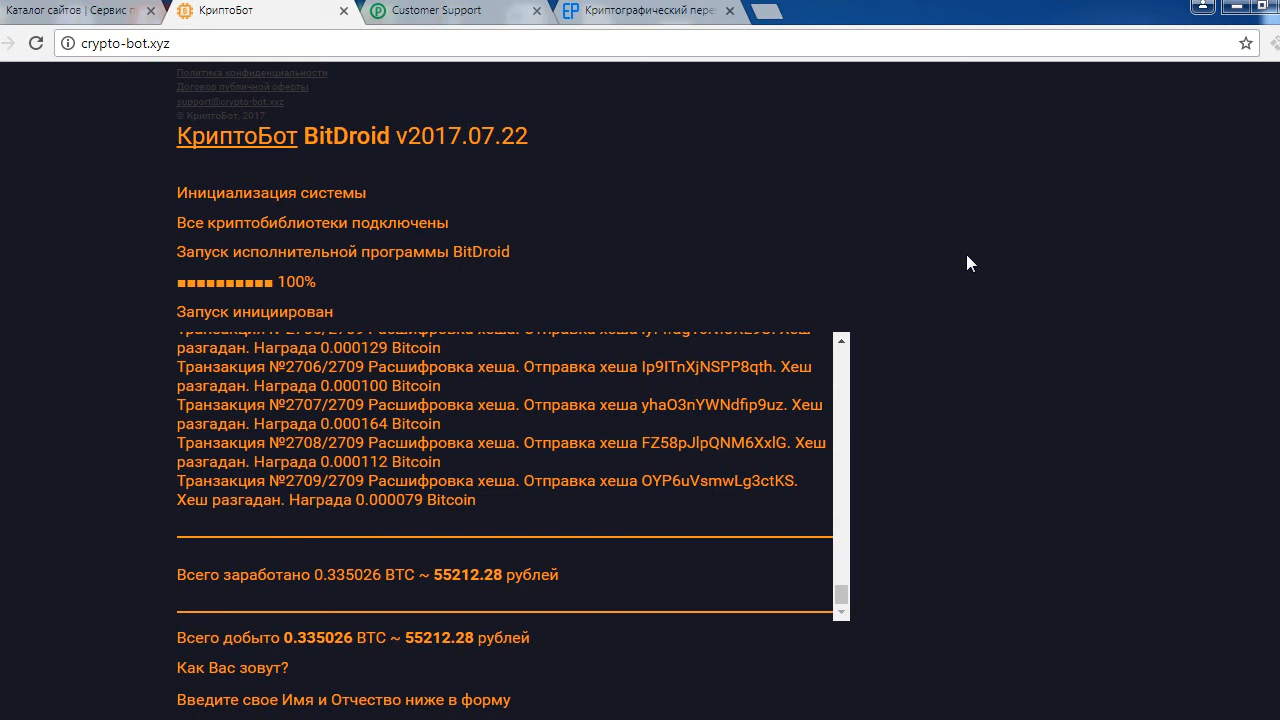 Каталог сайтов | Сервис п
КриптоБот
Customer Support
Криптографический пере
crypto-bot.xyz
Политика конфиденциальности
Договор публичной оферты
support@crypto-bot.xyz
© КриптоБот, 2017
КриптоБот BitDroid v2017.07.22
Инициализация системы
Все криптобиблиотеки подключены
Запуск исполнительной программы BitDroid
■■■■■■■■■■ 100%
Запуск инициирован
разгадан. Награда 0.000129 Bitcoin
Транзакция №2706/2709 Расшифровка хеша. Отправка хеша Ip9ITnXjNSPP8qth. Хеш
разгадан. Награда 0.000100 Bitcoin
Транзакция №2707/2709 Расшифровка хеша. Отправка хеша yhaO3nYWNdfip9uz. Хеш
разгадан. Награда 0.000164 Bitcoin
Транзакция №2708/2709 Расшифровка хеша. Отправка хеша FZ58pJlpQNM6XxlG. Хеш
разгадан. Награда 0.000112 Bitcoin
Транзакция №2709/2709 Расшифровка хеша. Отправка хеша OYP6uVsmwLg3ctKS.
Хеш разгадан. Награда 0.000079 Bitcoin
Всего заработано 0.335026 BTC ~ 55212.28 рублей
Всего добыто 0.335026 BTC ~ 55212.28 рублей
Как Вас зовут?
Введите свое Имя и Отчество ниже в форму